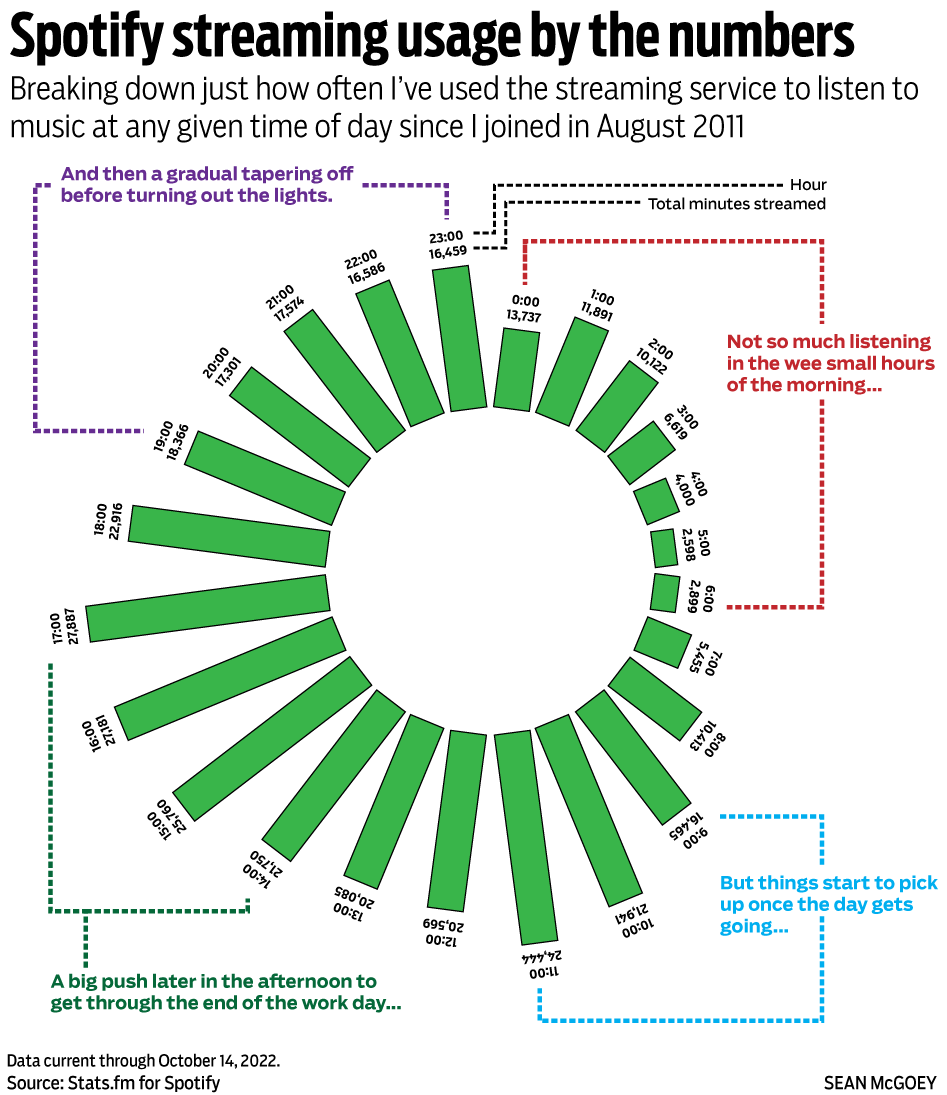 Spotify streaming usage by the numbers
Breaking down just how often I've used the streaming service to listen to
music at any given time of day since I joined in August 2011
And then a gradual tapering off
before turning out the lights.
Hour
Total minutes streamed
23:00
16,459
0:00
13,737
1:00
11,891
2:00
10,122
3:00
6,619
4:00
4,000
5:00
2,598
6:00
2,899
7:00
5,455
8:00
10,413
9:00
16,465
10:00
21,941
11:00
24,444
12:00
20,569
13:00
20,085
14:00
21,750
15:00
25,760
16:00
27,181
17:00
27,887
18:00
22,916
19:00
18,366
20:00
17,301
21:00
17,574
22:00
16,586
Not so much listening
in the wee small hours
of the morning...
But things start to pick
up once the day gets
going...
A big push later in the afternoon to
get through the end of the work day...
Data current through October 14, 2022.
Source: Stats.fm for Spotify
SEAN McGOEY